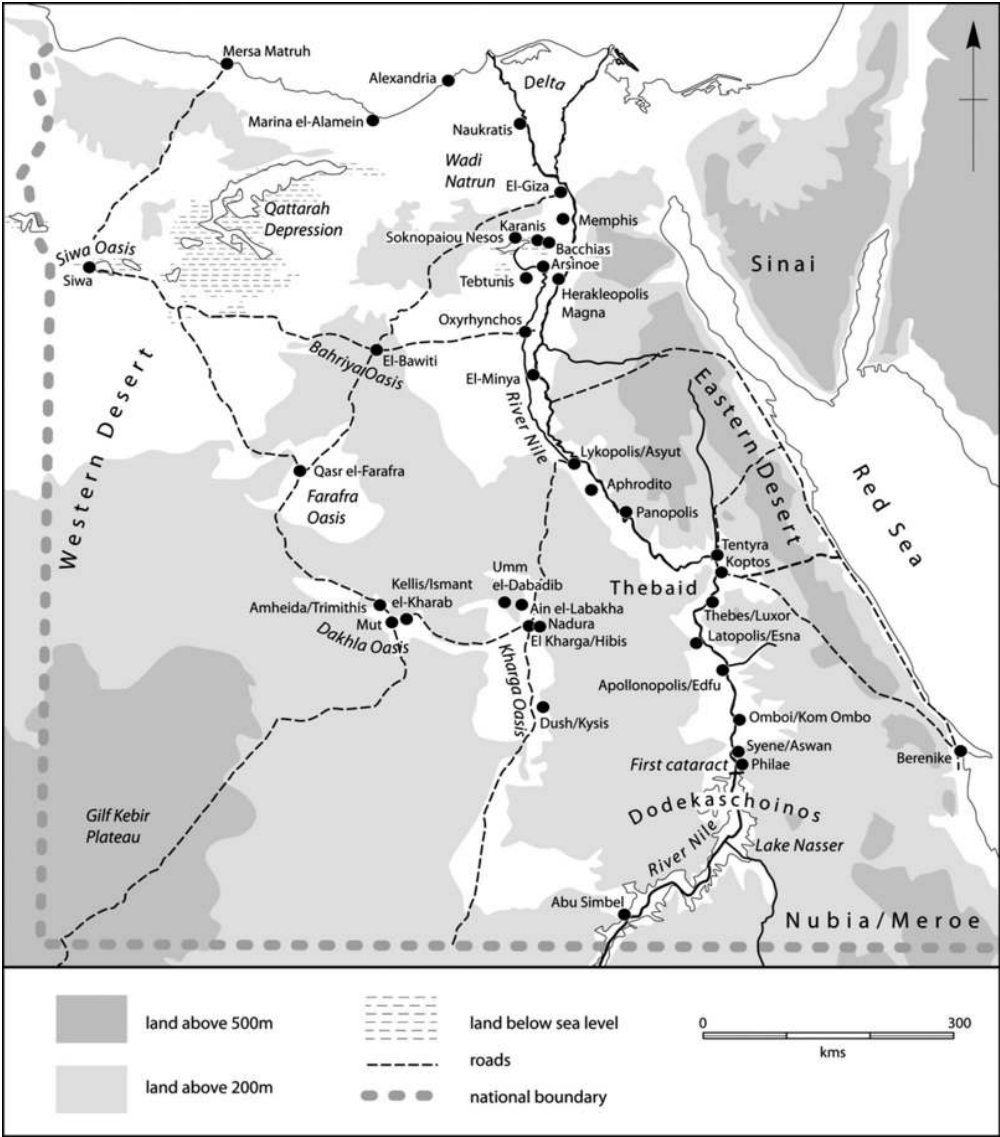 Mersa Matruh
Alexandria
Delta
Marina el-Alamein
Naukratis
Wadi
Natrun
El-Giza
Qattarah
Depression
Memphis
Karanis
Soknopaiou Nesos
Bacchias
Siwa Oasis
Siwa
Arsinoe
Tebtunis
Herakleopolis
Magna
Sinai
Oxyrhynchos
El-Bawiti
Bahriya Oasis
El-Minya
River Nile
Eastern Desert
Western Desert
Red Sea
Lykopolis/Asyut
Qasr el-Farafra
Farafra
Oasis
Aphrodito
Panopolis
Tentyra
Koptos
Thebaid
Umm
el-Dabadib
Kellis/Ismant
el-Kharab
Amheida/Trimithis
Mut
Dakhla Oasis
Ain el-Labakha
Nadura
El Kharga/Hibis
Kharga Oasis
Thebes/Luxor
Latopolis/Esna
Apollonopolis/Edfu
Dush/Kysis
Omboi/Kom Ombo
Syene/Aswan
First cataract
Philae
Berenike
Dodekaschoinos
Gilf Kebir
Plateau
River Nile
Lake Nasser
Abu Simbel
Nubia/Meroe
land above 500m
land above 200m
land below sea level
roads
national boundary
0 300
kms